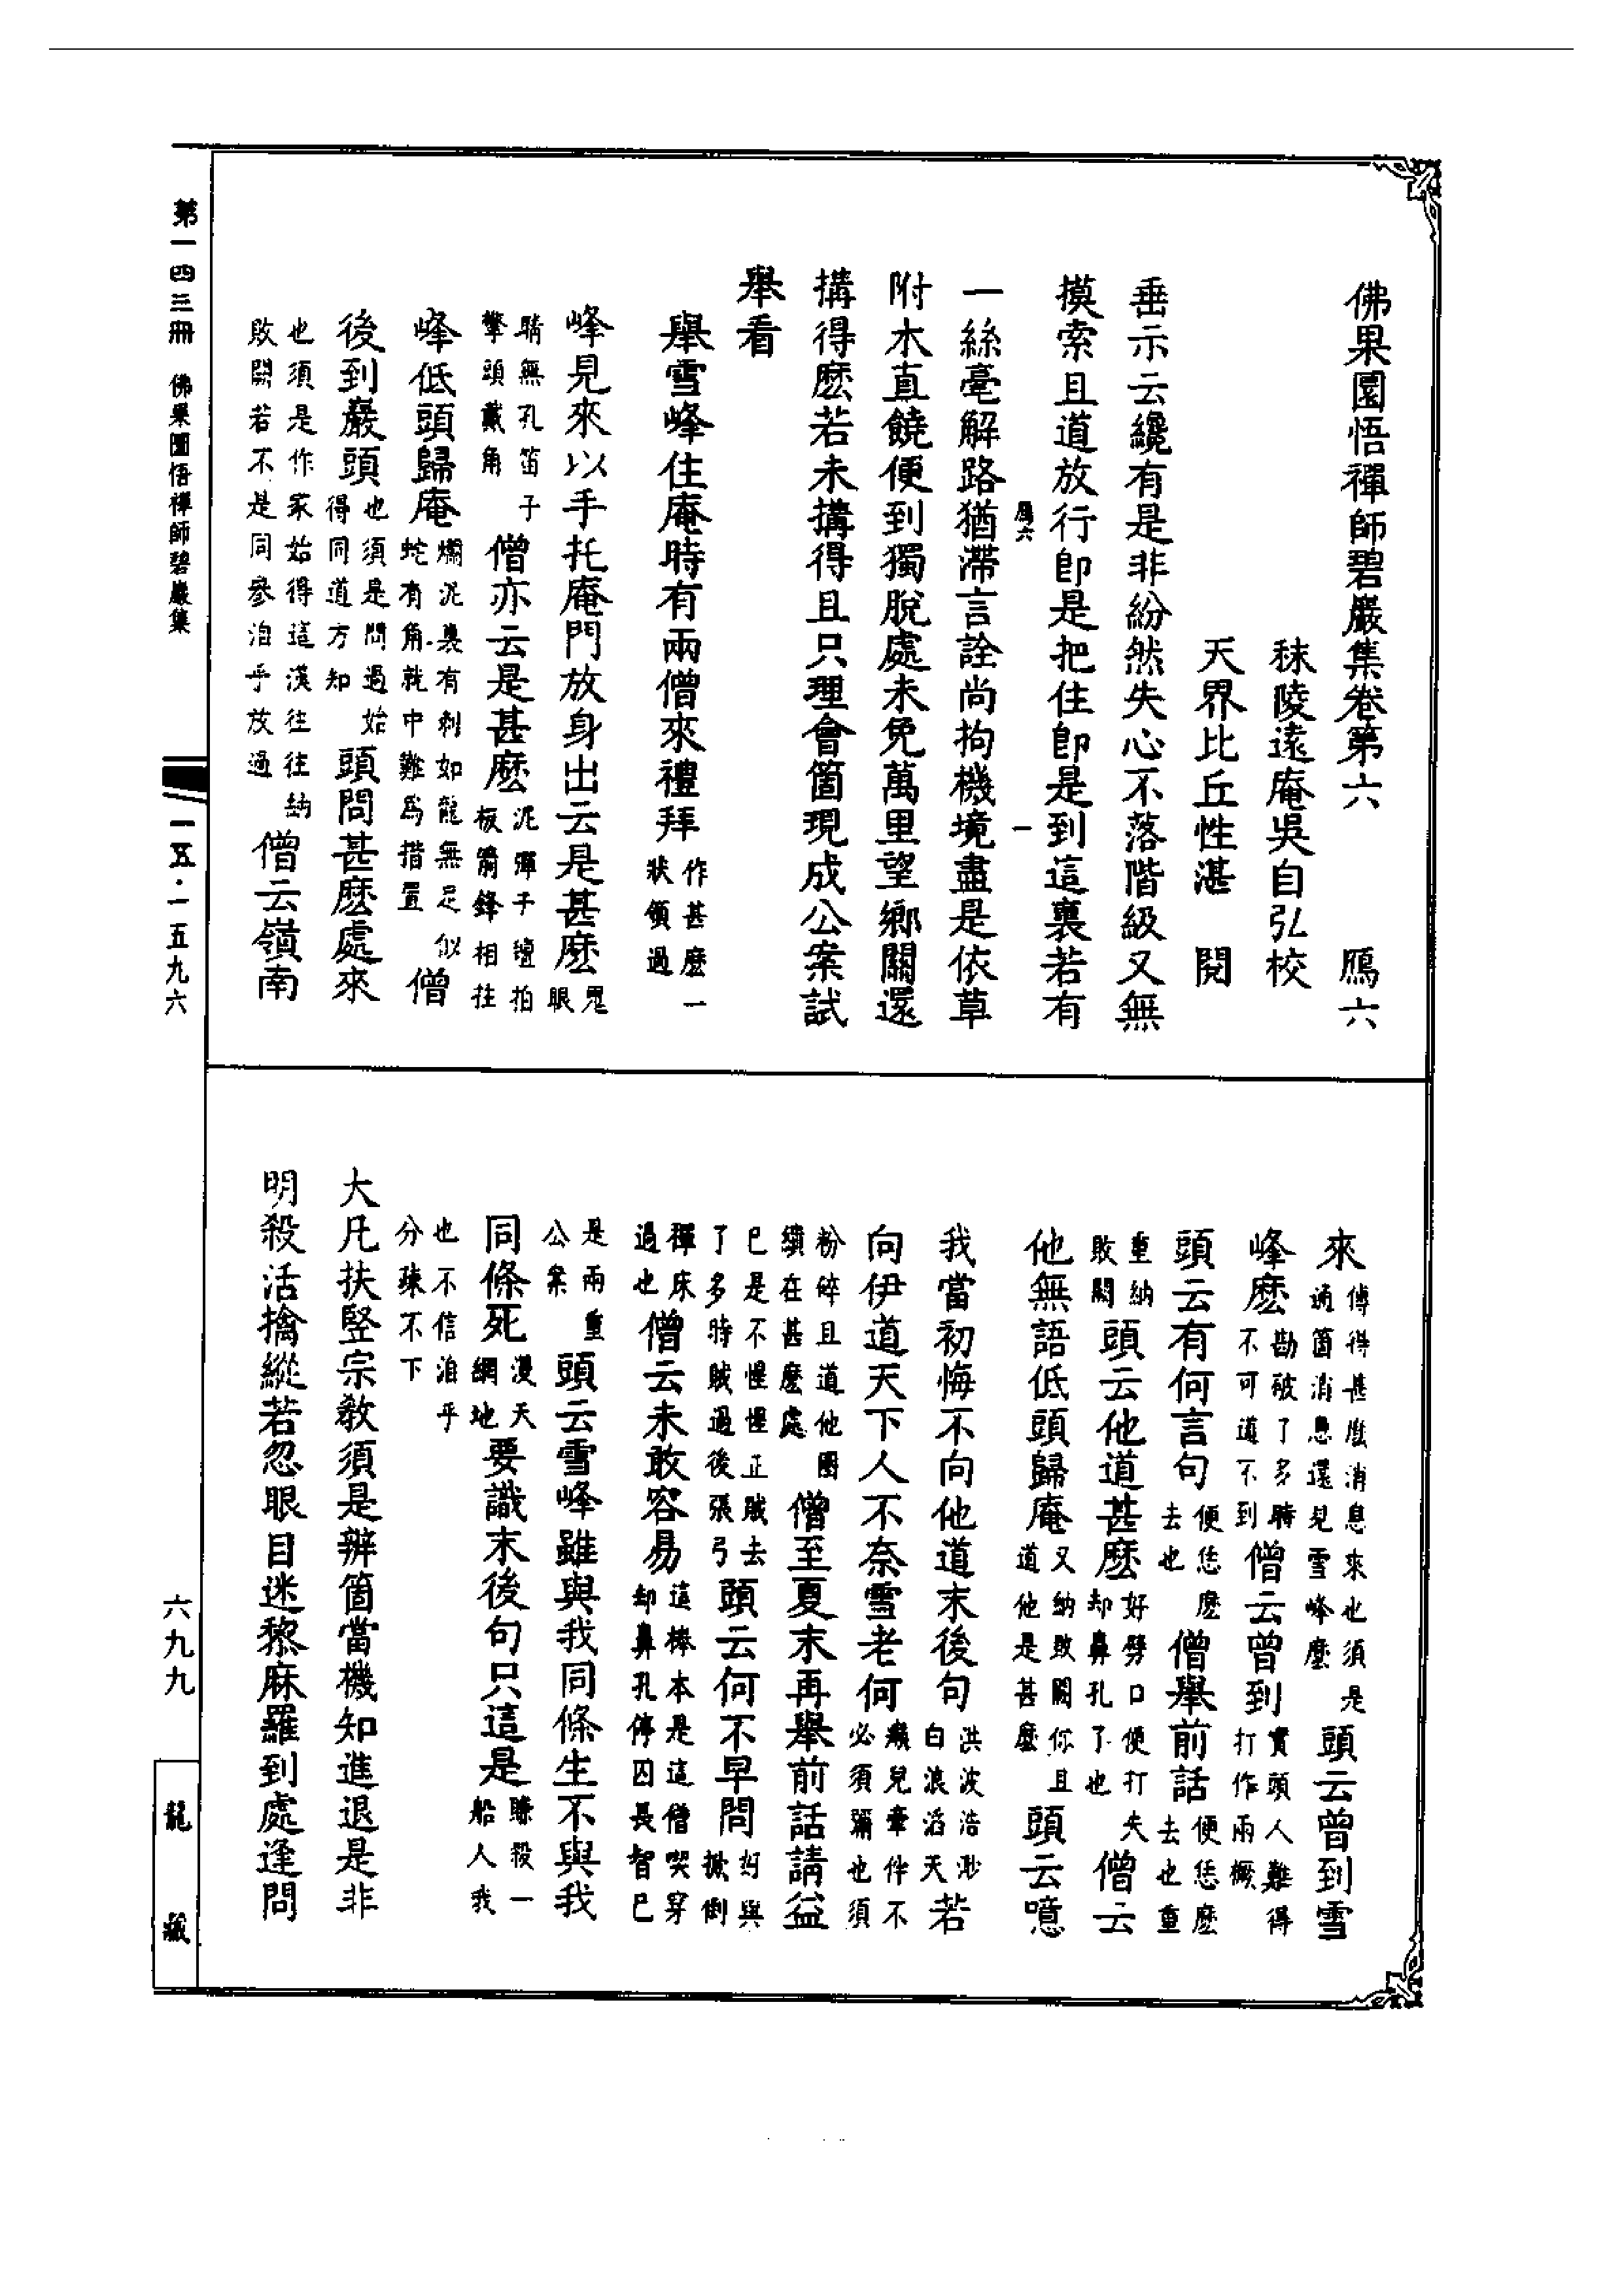 佛果圜悟禪師碧巖集卷第六　鴈六
秣陵遠庵吳自弘校
天界比丘性湛　閱
垂示云纔有是非紛然失心不落階級又無
摸索且道放行即是把住即是到這裏若有
鴈六　一
一絲毫解路猶滯言詮尚拘機境盡是依草
附木直饒便到獨脫處未免萬里望鄉關還
搆得麼若未搆得且只理會箇現成公案試
舉看
舉雪峰住庵時有兩僧來禮拜作甚麼一狀領過
峰見來以手托庵門放身出云是甚麼鬼眼
睛無孔笛子擎頭戴角僧亦云是甚麼泥彈子氈拍板箭鋒相拄
峰低頭歸庵爛泥裏有刺如龍無足似蛇有角就中難爲措置僧
後到巖頭也須是問過始得同道方知頭問甚麼處來
也須是作家始得這漢往往納敗闕若不是同參洎乎放過僧云嶺南
來傳得甚麼消息來也須是通箇消息還見雪峰麼頭云曾到雪
峰麼勘破了多時不可道不到僧云曾到實頭人難得打作兩橛
頭云有何言句便恁麼去也僧舉前話便恁麼去也重
重納敗闕頭云他道甚麼好劈口便打失却鼻孔了也僧云
他無語低頭歸庵又納敗闕你且道他是甚麼頭云噫
我當初悔不向他道末後句洪波浩渺白浪滔天若
向伊道天下人不奈雪老何癩兒牽伴不必須彌也須
粉碎且道他圈繢在甚麼處僧至夏末再舉前話請益
已是不惺惺正賊去了多時賊過後張弓頭云何不早問好與掀倒
禪床過也僧云未敢容易這棒本是這僧喫穿却鼻孔停囚長智已
是兩重公案頭云雪峰雖與我同條生不與我
同條死漫天網地要識末後句只這是賺殺一船人我
也不信洎乎分疎不下
大凡扶竪宗敎須是辨箇當機知進退是非
明殺活擒縱若忽眼目迷黎麻羅到處逢問
第一四三冊　佛果圜悟禪師碧巖集　一五·一五九六
六九九
龍　藏